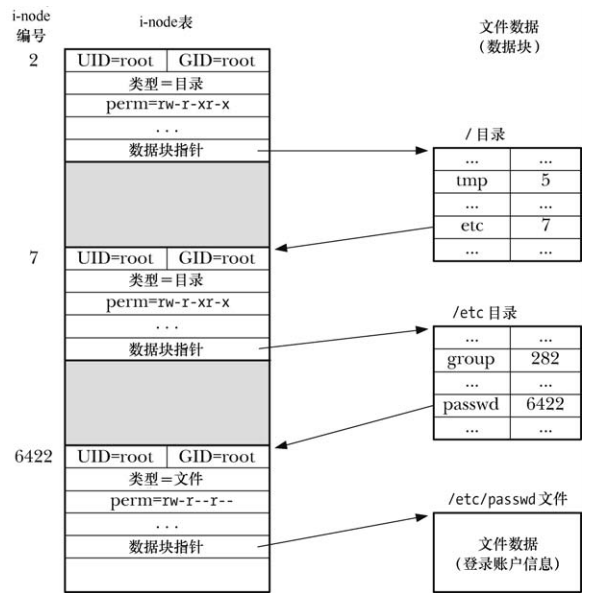 i-node
编号
i-node表
文件数据
(数据块)
2
UID=root GID=root
类型=目录
perm=rw-r-xr-x
...
数据块指针
/ 目录
... ...
tmp 5
... ...
etc 7
... ...
7
UID=root GID=root
类型=目录
perm=rw-r-xr-x
...
数据块指针
/etc 目录
... ...
group 282
... ...
passwd 6422
... ...
6422
UID=root GID=root
类型=文件
perm=rw-r--r--
...
数据块指针
/etc/passwd 文件
文件数据
(登录账户信息)